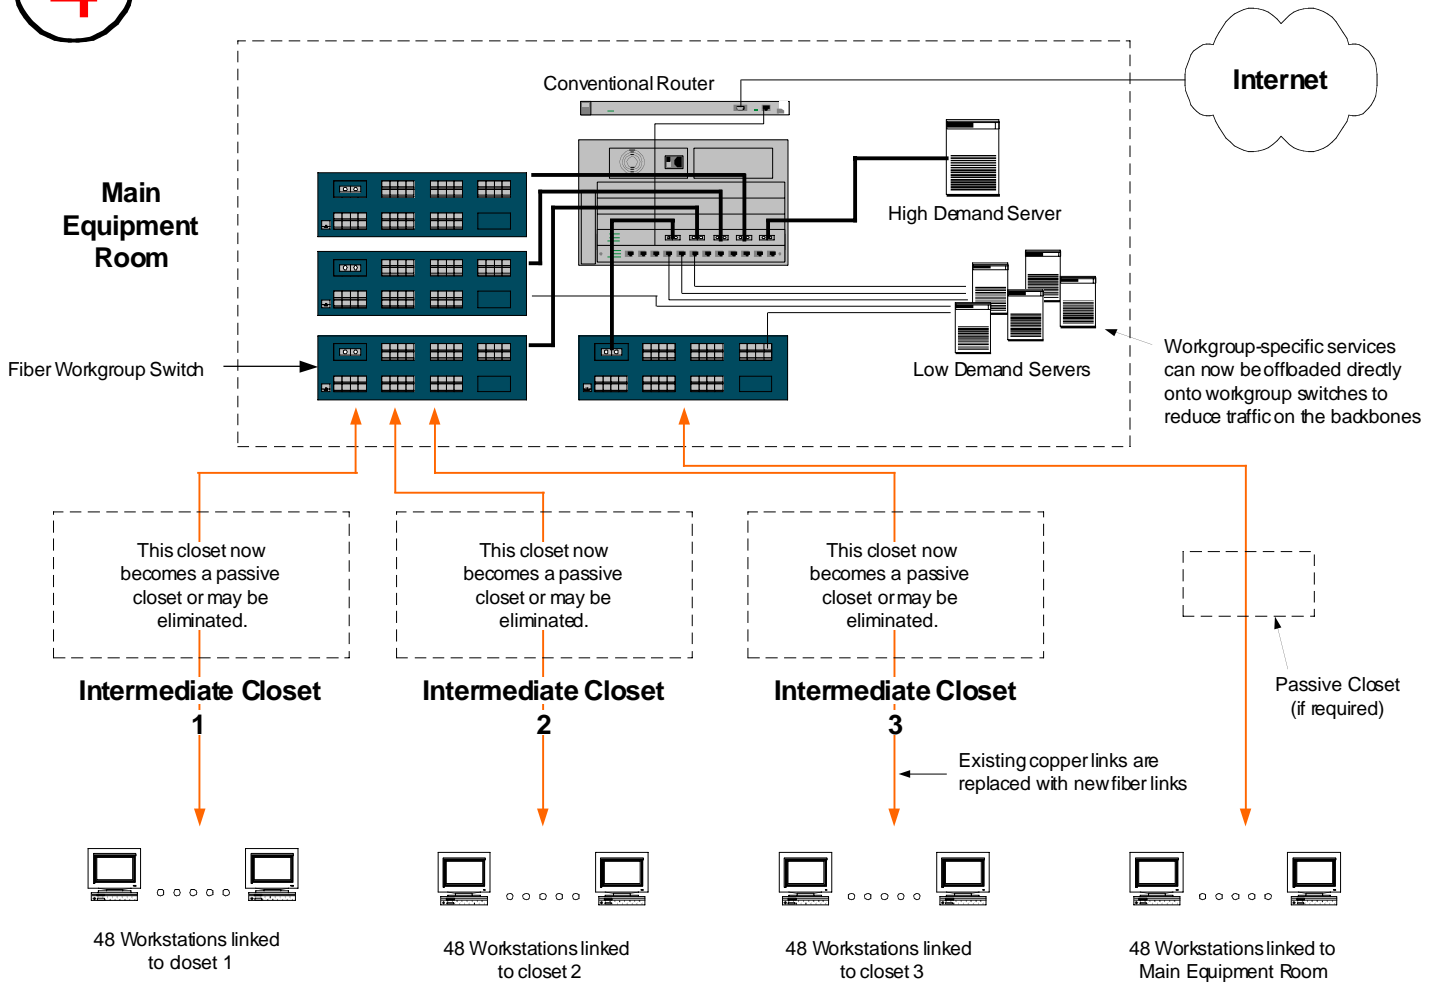 4
Conventional Router
Internet
Main
Equipment
Room
High Demand Server
Fiber Workgroup Switch
Low Demand Servers
Workgroup-specific services
can now be offloaded directly
onto workgroup switches to
reduce traffic on the backbones
This closet now
becomes a passive
closet or may be
eliminated.
This closet now
becomes a passive
closet or may be
eliminated.
This closet now
becomes a passive
closet or may be
eliminated.
Intermediate Closet
1
Intermediate Closet
2
Intermediate Closet
3
Passive Closet
(if required)
Existing copper links are
replaced with new fiber links
48 Workstations linked
to closet 1
48 Workstations linked
to closet 2
48 Workstations linked
to closet 3
48 Workstations linked to
Main Equipment Room